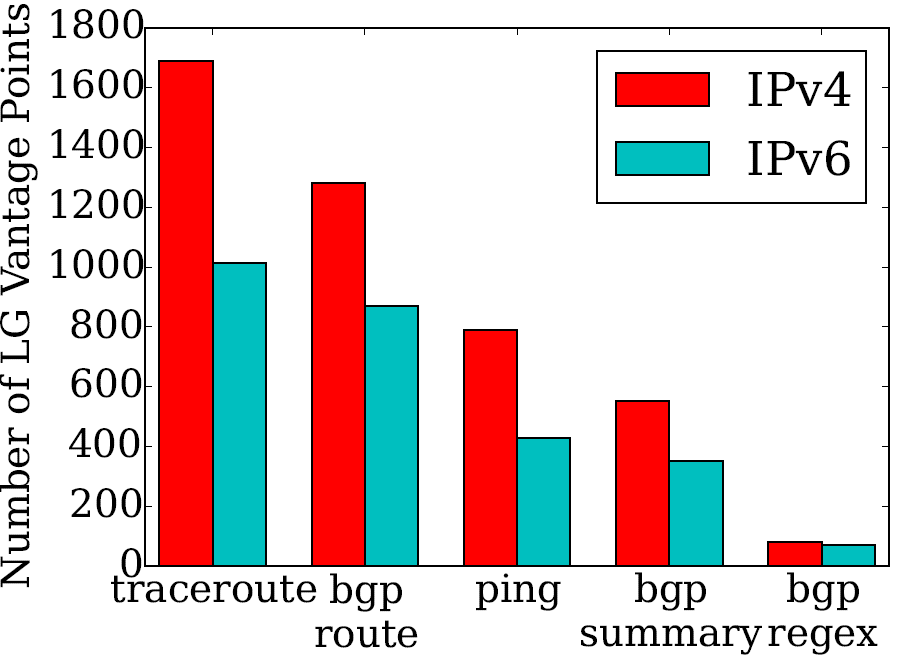 Number of LG Vantage Points
1800
1600
1400
1200
1000
800
600
400
200
0
IPv4
IPv6
traceroute
bgp
route
ping
bgp
summary
bgp
regex